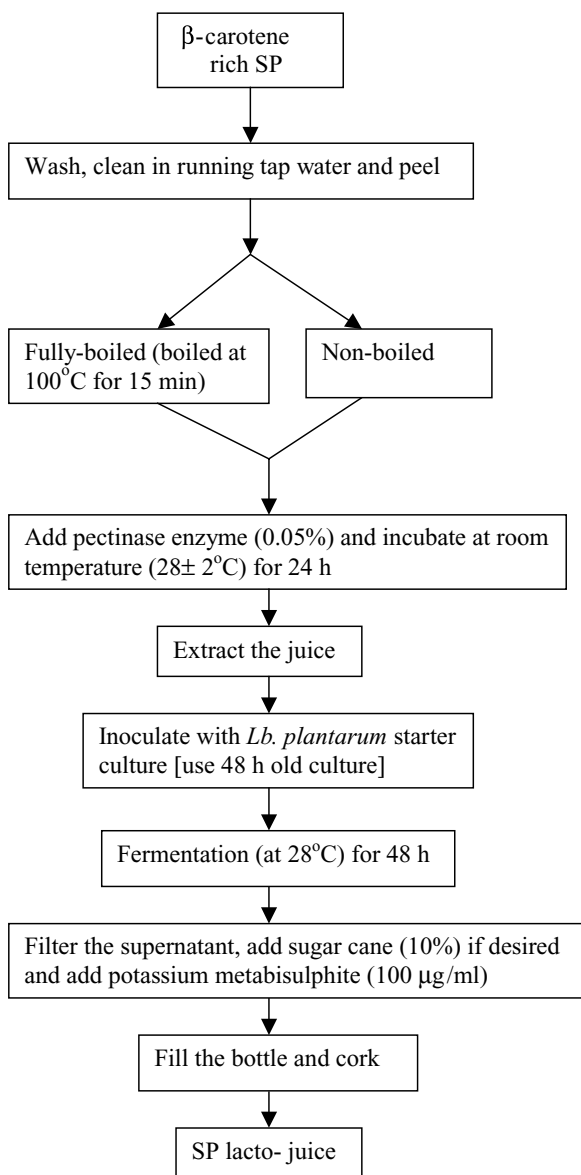 β-carotene
rich SP
Wash, clean in running tap water and peel
Fully-boiled (boiled at
100°C for 15 min)
Non-boiled
Add pectinase enzyme (0.05%) and incubate at room
temperature (28± 2°C) for 24 h
Extract the juice
Inoculate with Lb. plantarum starter
culture [use 48 h old culture]
Fermentation (at 28°C) for 48 h
Filter the supernatant, add sugar cane (10%) if desired
and add potassium metabisulphite (100 µg/ml)
Fill the bottle and cork
SP lacto- juice